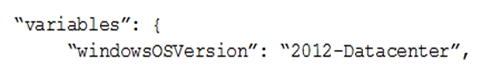 “variables”: {
“windowsOSVersion”: “2012-Datacenter”,